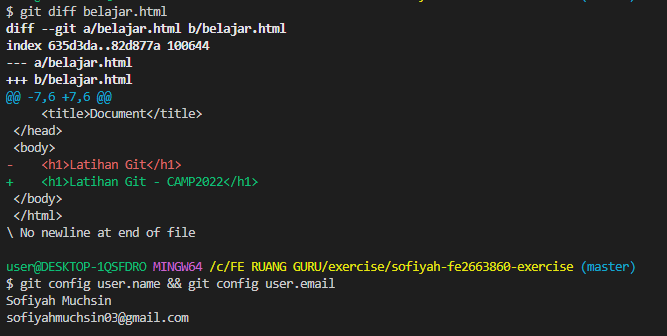 $ git diff belajar.html
diff --git a/belajar.html b/belajar.html
index 635d3da..82d877a 100644
--- a/belajar.html
+++ b/belajar.html
@@ -7,6 +7,6 @@
     <title>Document</title>
 </head>
 <body>
-    <h1>Latihan Git</h1>
+    <h1>Latihan Git - CAMP2022</h1>
 </body>
 </html>
\ No newline at end of file
user@DESKTOP-1QSFDRO MINGW64 /c/FE RUANG GURU/exercise/sofiyah-fe2663860-exercise (master)
$ git config user.name && git config user.email
Sofiyah Muchsin
sofiyahmuchsin03@gmail.com